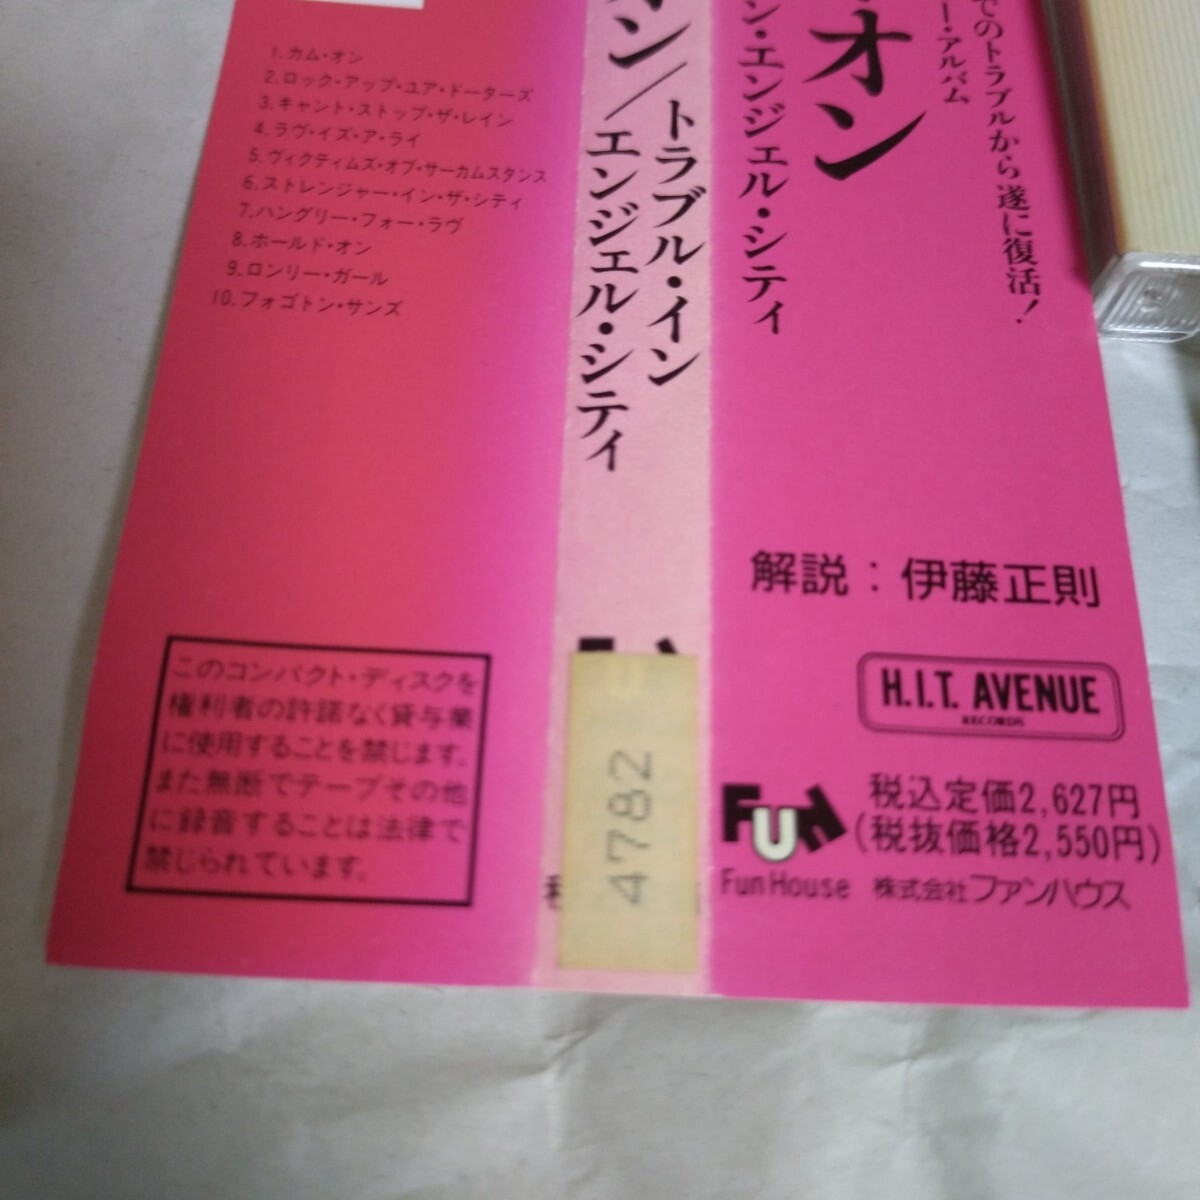 1.カム・オン
2.ロック・アップ・ユア・ドーターズ
3.キャント・ストップ・ザ・レイン
4.ラヴ・イズ・ア・ライ
5.ヴィクティムズ・オブ・サーカムスタンス
6.ストレンジャー・イン・ザ・シティ
7.ハングリー・フォー・ラヴ
8.ホールド・オン
9.ロンリー・ガール
10.フォゴトン・サンズ
このコンパクト・ディスクを
権利者の許諾なく貸与業
に使用することを禁じます。
また無断でテープその他
に録音することは法律で
禁じられています。
オン/トラブル・イン
エンジェル・シティ
4782
・オン
ン・エンジェル・シティ
でのトラブルから遂に復活!
ー・アルバム
解説:伊藤正則
H.I.T. AVENUE
RECORDS
Fun
Fun House
税込定価2,627円
(税抜価格2,550円)
株式会社ファンハウス